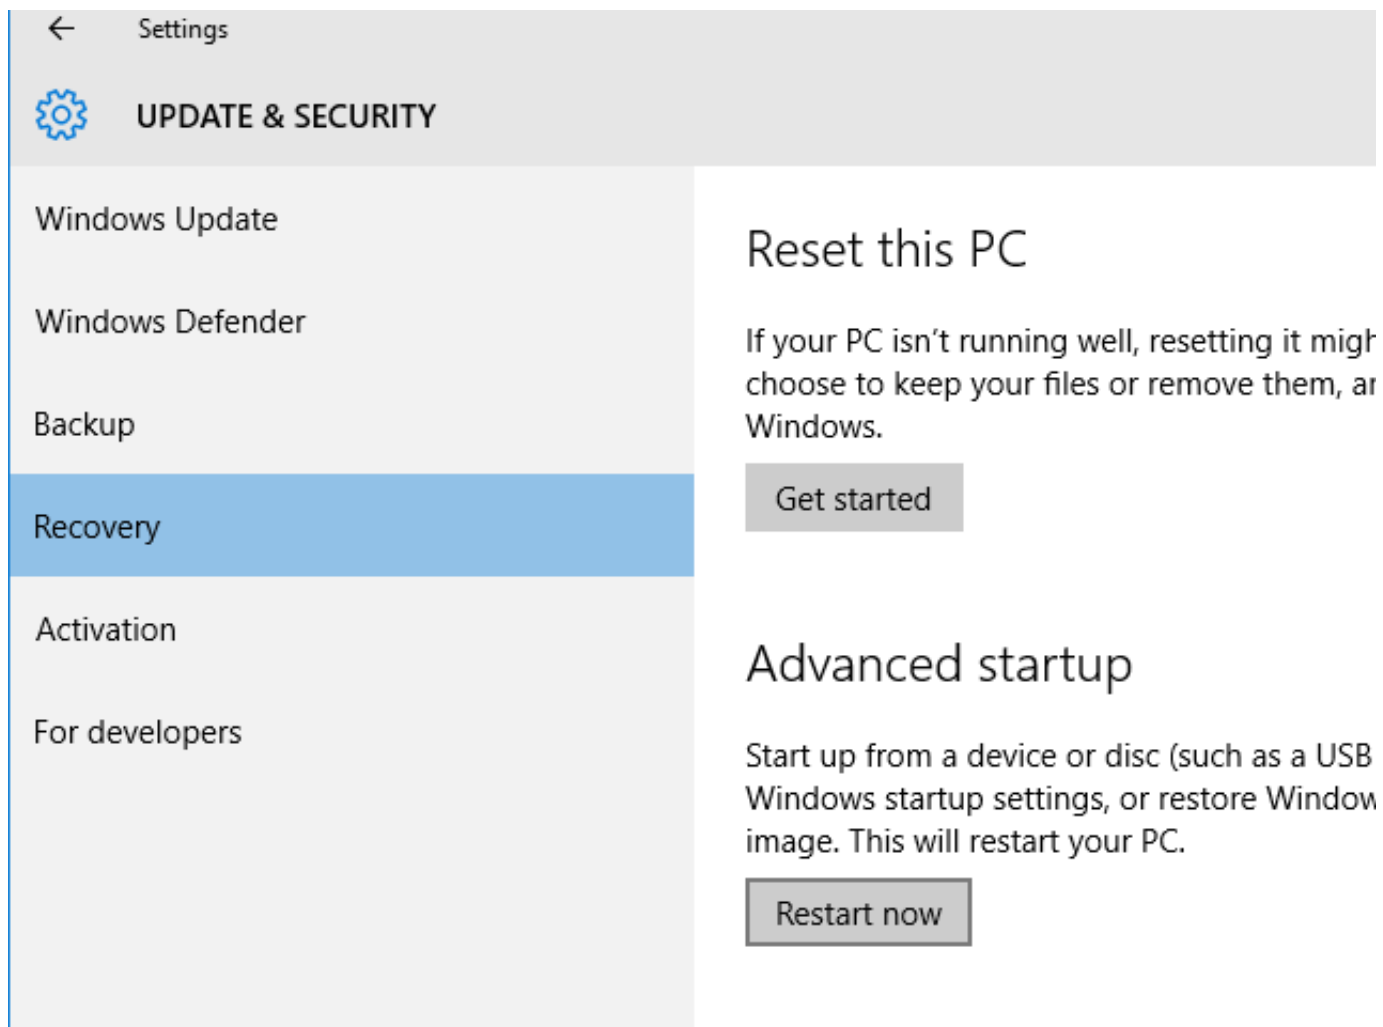 Settings
UPDATE & SECURITY
Windows Update
Windows Defender
Backup
Recovery
Activation
For developers
Reset this PC
If your PC isn’t running well, resetting it
choose to keep your files or remove them,
Windows.
Get started
Advanced startup
Start up from a device or disc (such as a USB
Windows startup settings, or restore
image. This will restart your PC.
Restart now